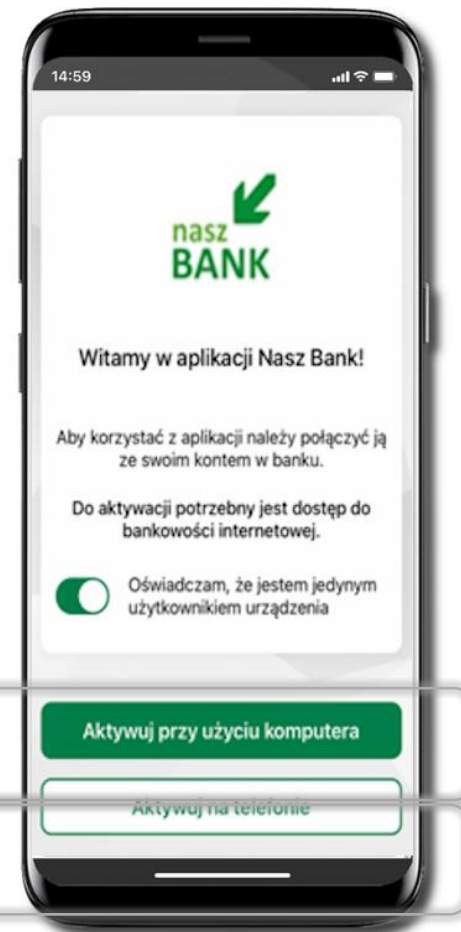 14:59
nasz
BANK
Witamy w aplikacji Nasz Bank!
Aby korzystać z aplikacji należy połączyć ją
ze swoim kontem w banku.
Do aktywacji potrzebny jest dostęp do
bankowości internetowej.
Oświadczam, że jestem jedynym
użytkownikiem urządzenia
Aktywuj przy użyciu komputera
Aktywuj na telefonie